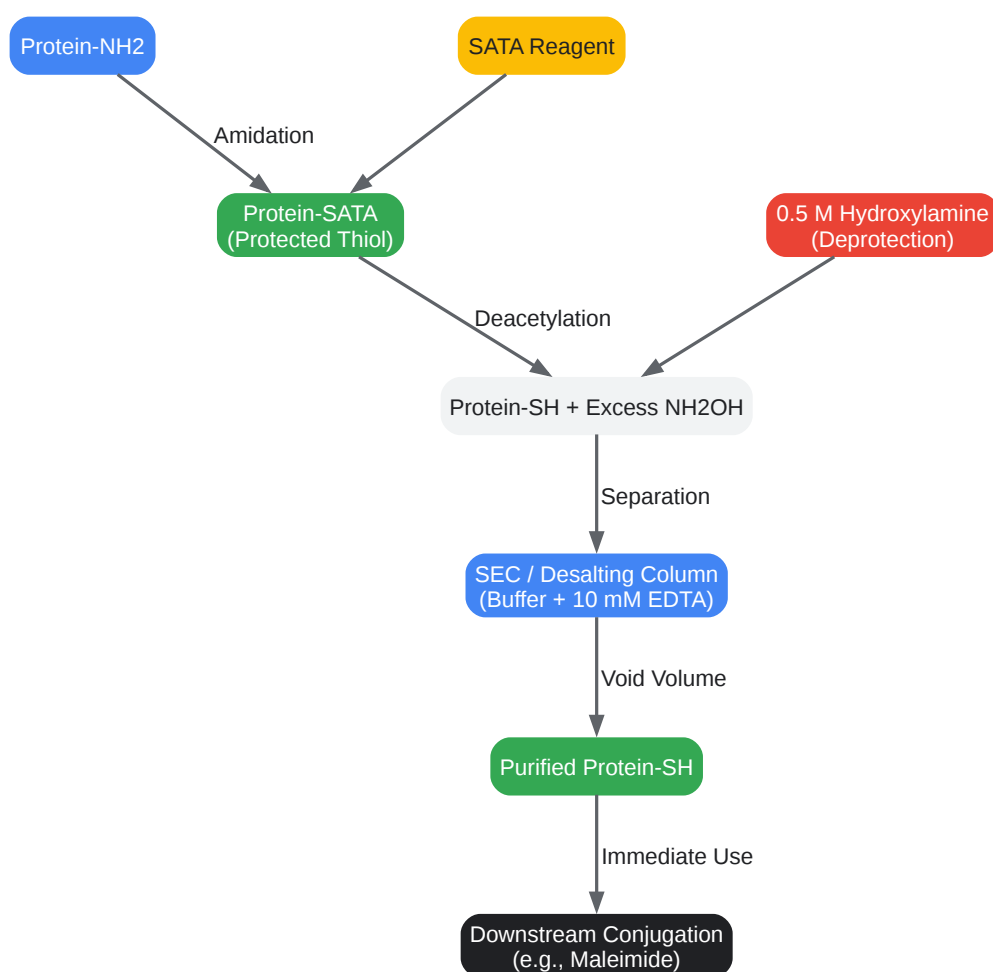 Protein-NH2
SATA Reagent
Amidation
Protein-SATA
(Protected Thiol)
0.5 M Hydroxylamine
(Deprotection)
Deacetylation
Protein-SH + Excess NH2OH
Separation
SEC / Desalting Column
(Buffer + 10 mM EDTA)
Void Volume
Purified Protein-SH
Immediate Use
Downstream Conjugation
(e.g., Maleimide)